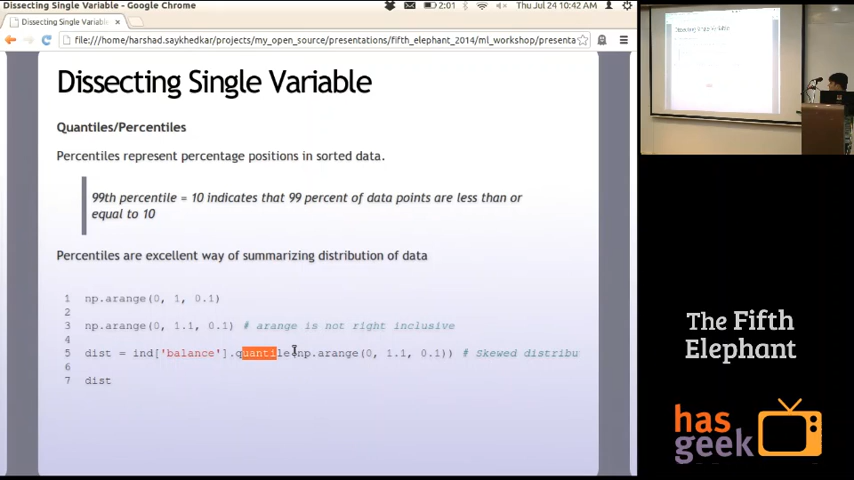 Dissecting Single Variable - Google Chrome
2:01
Thu Jul 24 10:42 AM
Dissecting Single Variable
file:///home/harshad.saykhedkar/projects/my_open_source/presentations/fifth_elephant_2014/ml_workshop/presenta
Dissecting Single Variable
Quantiles/Percentiles
Percentiles represent percentage positions in sorted data.
99th percentile = 10 indicates that 99 percent of data points are less than or
equal to 10
Percentiles are excellent way of summarizing distribution of data
1 np.arange(0, 1, 0.1)
2
3 np.arange(0, 1.1, 0.1) # arange is not right inclusive
4
5 dist = ind['balance'].quantile(np.arange(0, 1.1, 0.1)) # Skewed distribu
6
7 dist
The Fifth
Elephant
has
geek